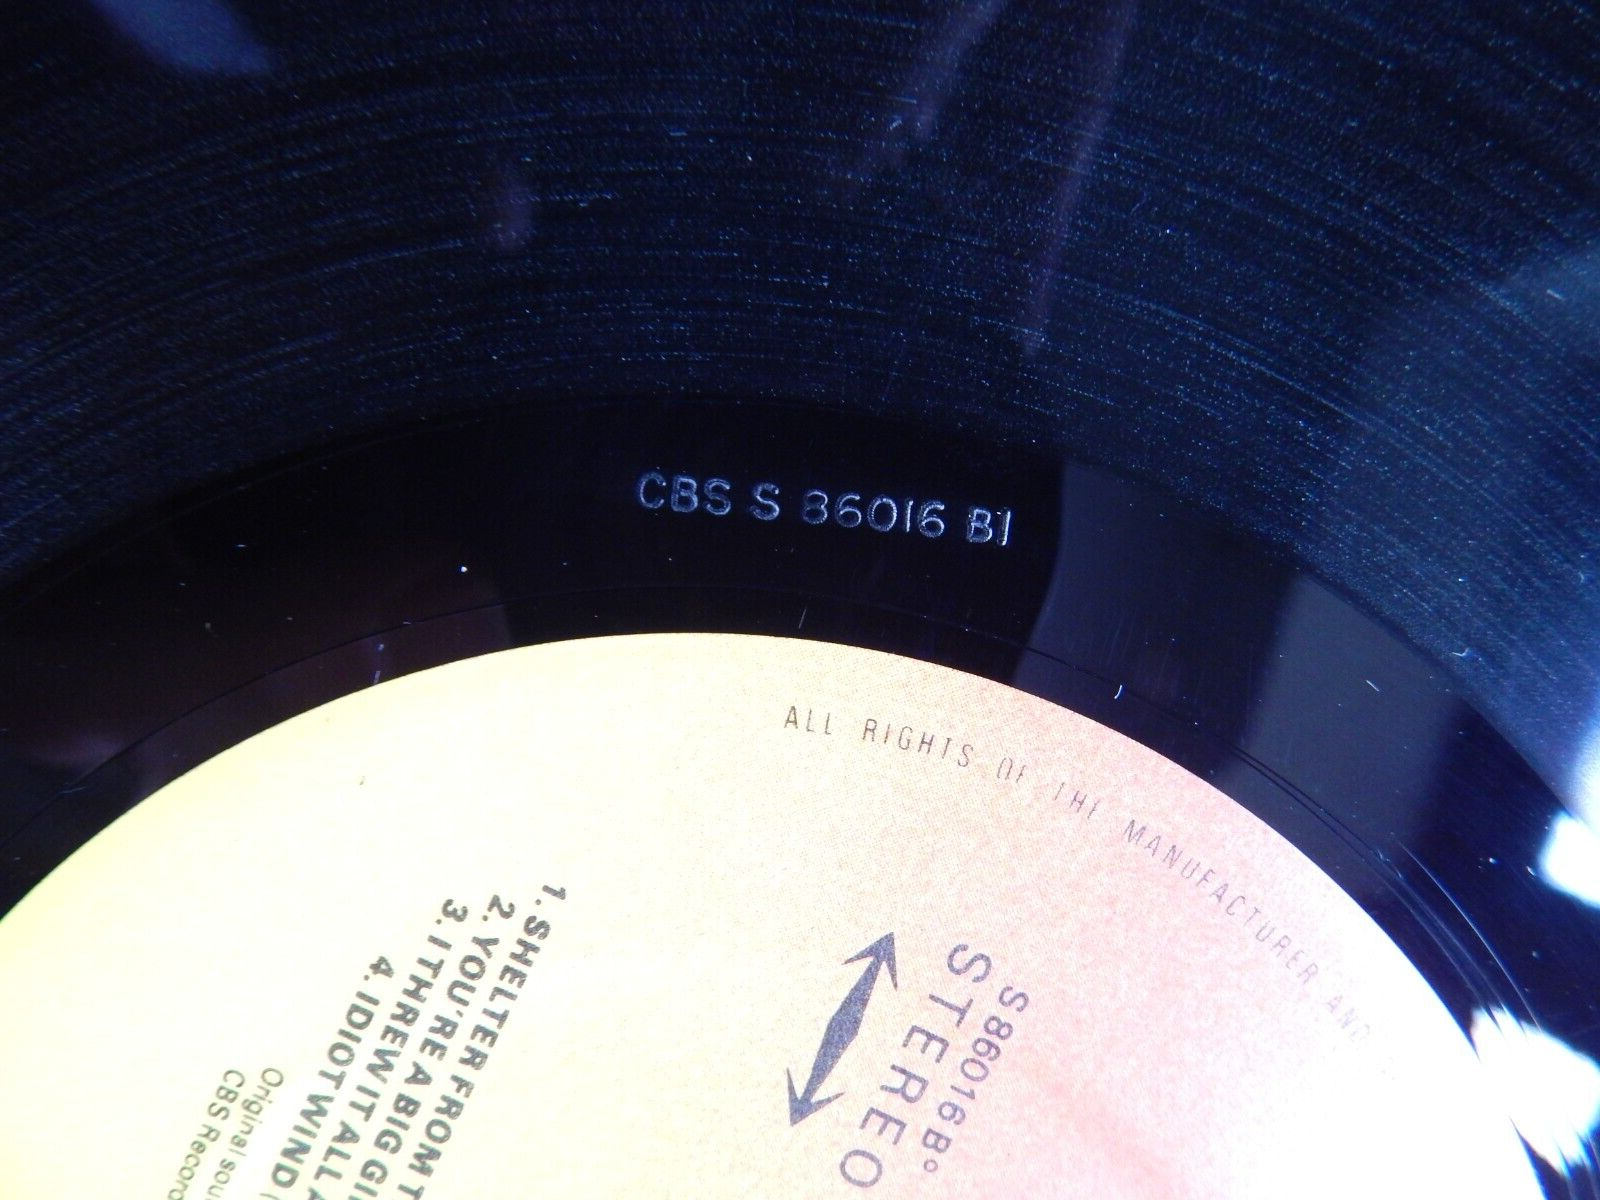 CBS S 86016 B1
ALL RIGHTS OF THE MANUFACTURER AND
STEREO
S 86016 B°
1. SHELTER FROM T
2. YOU'RE A BIG GI
3. I THREW IT ALL A
4. IDIOT WIND (
Original sou
CBS Record